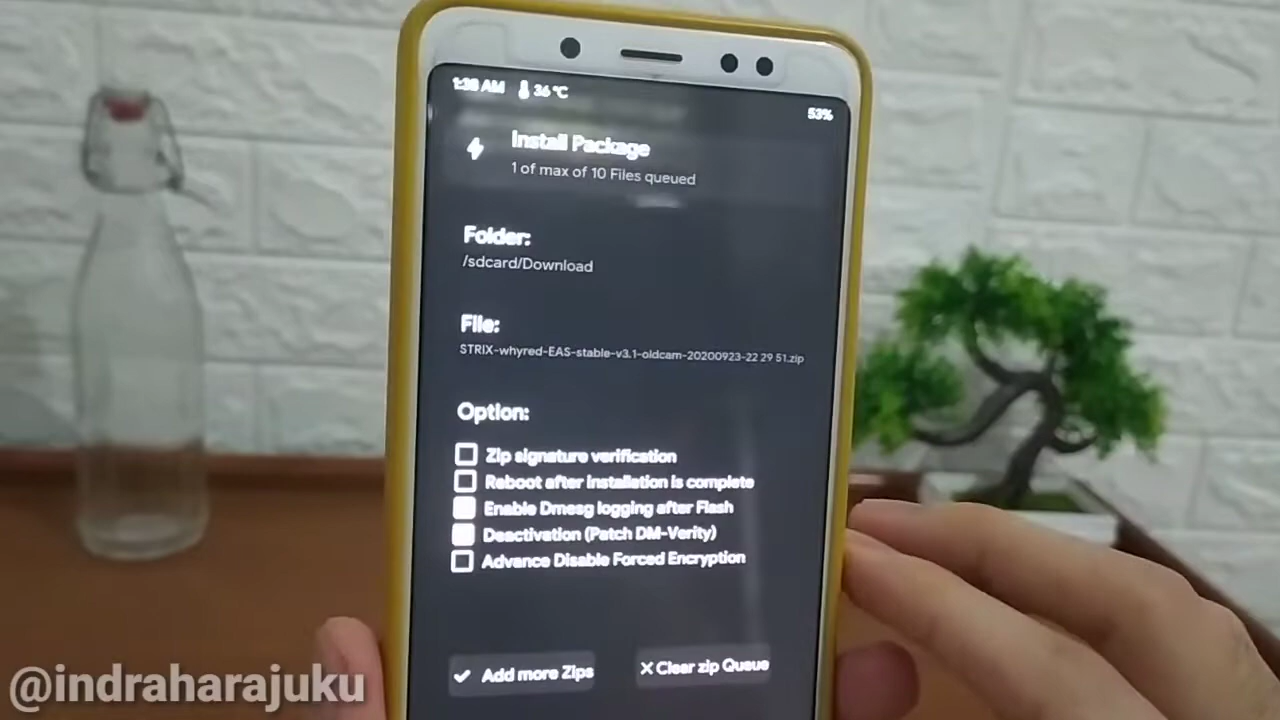 1:38 AM 36 °C
53%
Install Package
1 of max of 10 Files queued
Folder:
/sdcard/Download
File:
STRIX-whyred-EAS-stable-v3.1-oldcam-20200923-22 29 51.zip
Option:
Zip signature verification
Reboot after installation is complete
Enable Dmesg logging after Flash
Deactivation (Patch DM-Verity)
Advance Disable Forced Encryption
Add more Zips
Clear zip Queue
@indraharajuku